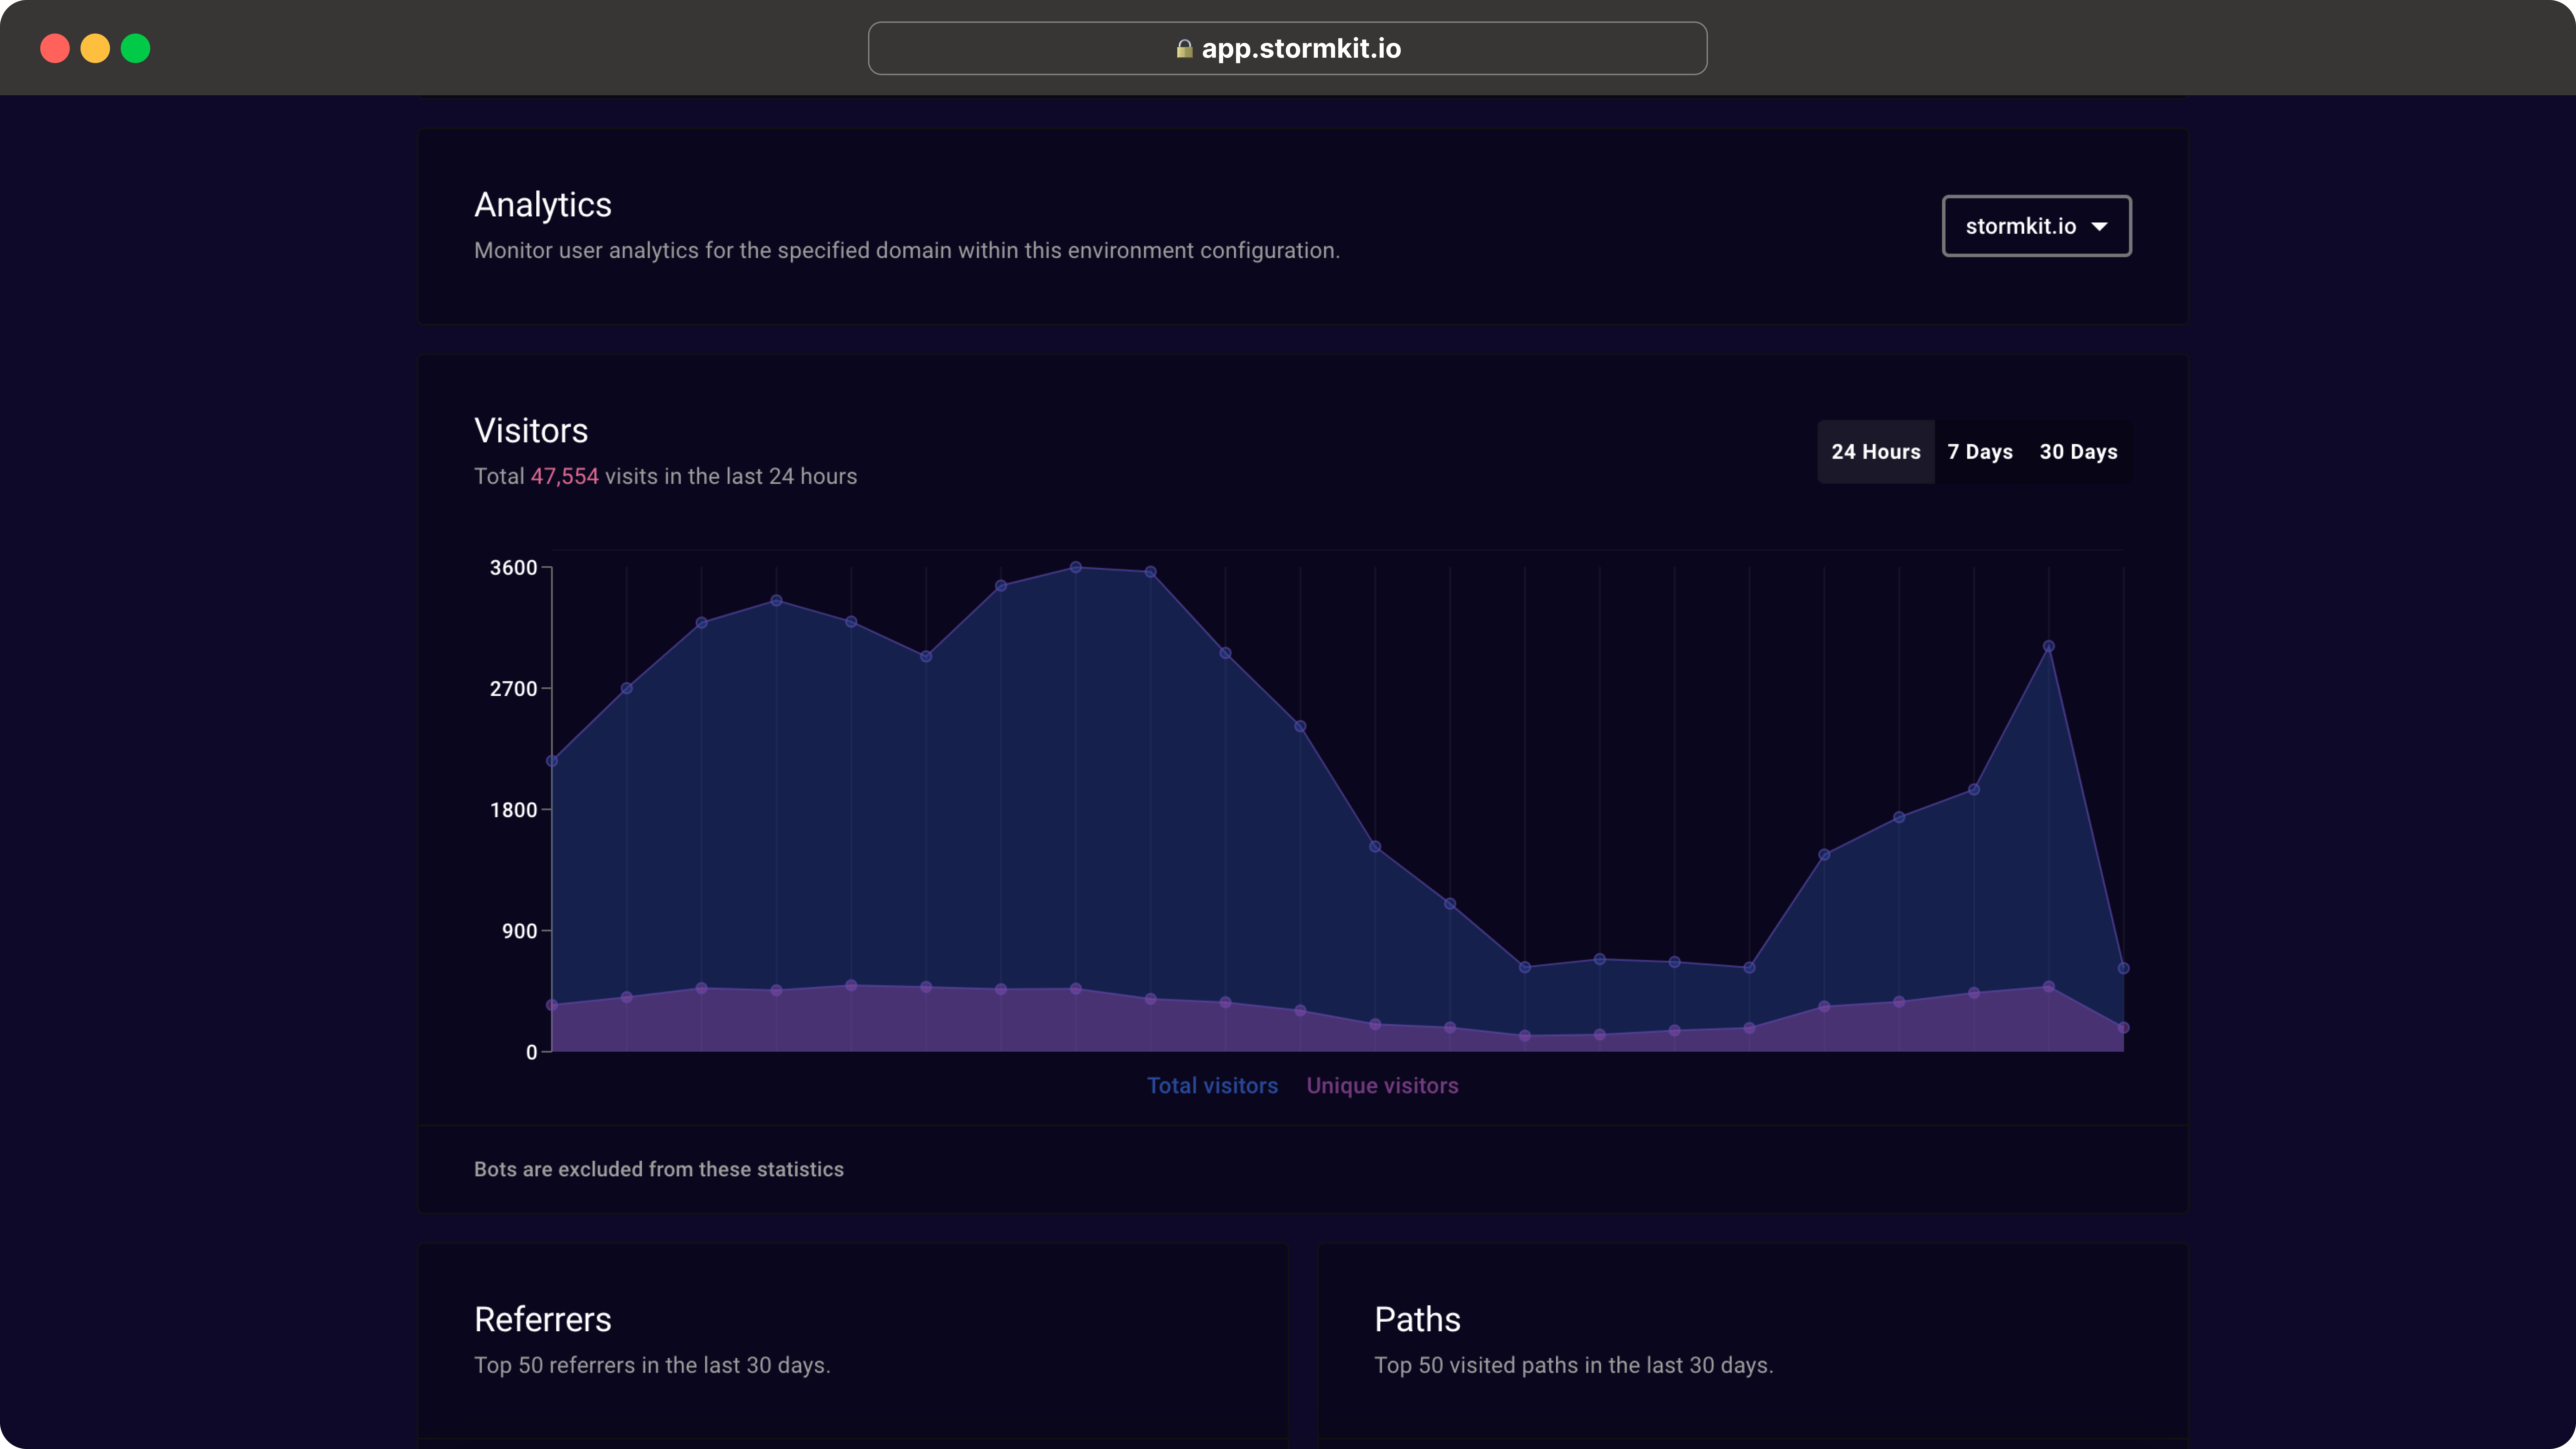 app.stormkit.io
Analytics
Monitor user analytics for the specified domain within this environment configuration.
stormkit.io
Visitors
Total 47,554 visits in the last 24 hours
24 Hours 7 Days 30 Days
3600
2700
1800
900
0
Total visitors Unique visitors
Bots are excluded from these statistics
Referrers
Top 50 referrers in the last 30 days.
Paths
Top 50 visited paths in the last 30 days.